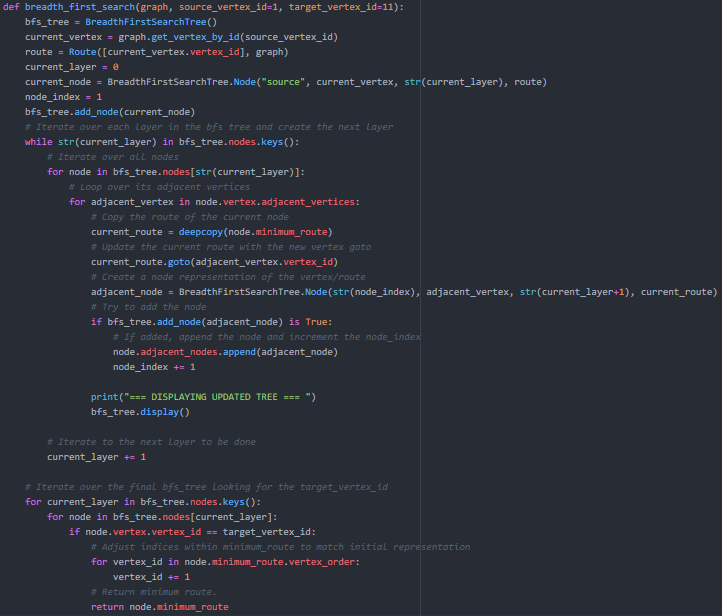 def breadth_first_search(graph, source_vertex_id=1, target_vertex_id=11):
    bfs_tree = BreadthFirstSearchTree()
    current_vertex = graph.get_vertex_by_id(source_vertex_id)
    route = Route([current_vertex.vertex_id], graph)
    current_layer = 0
    current_node = BreadthFirstSearchTree.Node("source", current_vertex, str(current_layer), route)
    node_index = 1
    bfs_tree.add_node(current_node)
    # Iterate over each layer in the bfs tree and create the next layer
    while str(current_layer) in bfs_tree.nodes.keys():
        # Iterate over all nodes
        for node in bfs_tree.nodes[str(current_layer)]:
            # Loop over its adjacent vertices
            for adjacent_vertex in node.vertex.adjacent_vertices:
                # Copy the route of the current node
                current_route = deepcopy(node.minimum_route)
                # Update the current route with the new vertex goto
                current_route.goto(adjacent_vertex.vertex_id)
                # Create a node representation of the vertex/route
                adjacent_node = BreadthFirstSearchTree.Node(str(node_index), adjacent_vertex, str(current_layer+1), current_route)
                # Try to add the node
                if bfs_tree.add_node(adjacent_node) is True:
                    # If added, append the node and increment the node_index
                    node.adjacent_nodes.append(adjacent_node)
                    node_index += 1

                print("=== DISPLAYING UPDATED TREE === ")
                bfs_tree.display()

        # Iterate to the next layer to be done
        current_layer += 1

    # Iterate over the final bfs_tree looking for the target_vertex_id
    for current_layer in bfs_tree.nodes.keys():
        for node in bfs_tree.nodes[current_layer]:
            if node.vertex.vertex_id == target_vertex_id:
                # Adjust indices within minimum_route to match initial representation
                for vertex_id in node.minimum_route.vertex_order:
                    vertex_id += 1
                # Return minimum route.
                return node.minimum_route